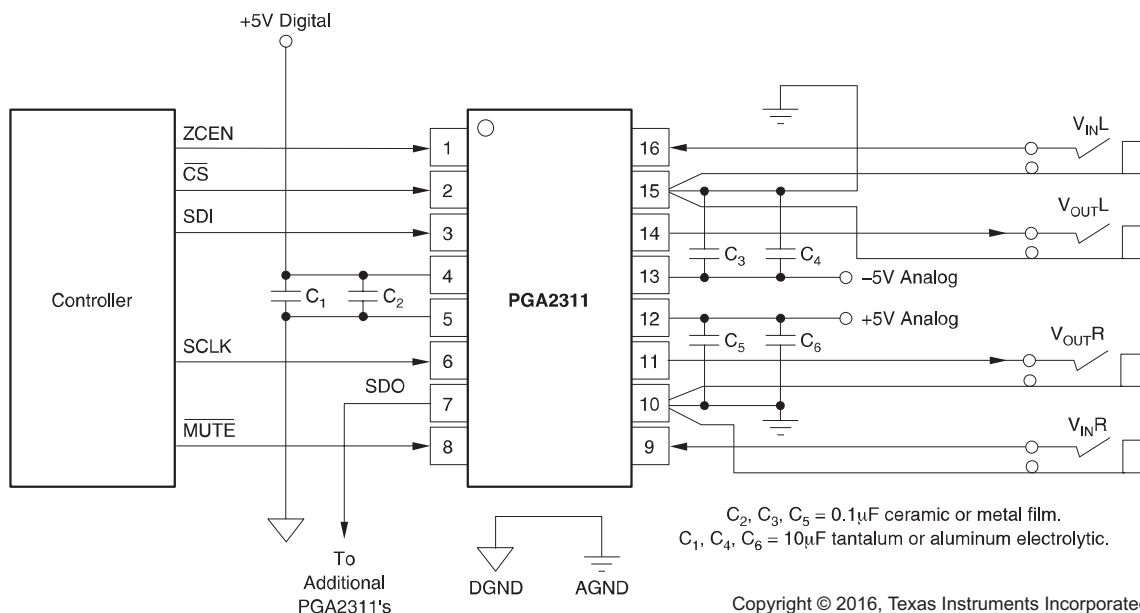 +5V Digital
Controller
ZCEN
CS
SDI
SCLK
SDO
MUTE
C1
C2
1
2
3
4
5
6
7
8
PGA2311
16
15
14
13
12
11
10
9
C3
C4
–5V Analog
+5V Analog
C5
C6
VINL
VOUTL
VOUTR
VINR
To
Additional
PGA2311's
DGND
AGND
C2, C3, C5 = 0.1μF ceramic or metal film.
C1, C4, C6 = 10μF tantalum or aluminum electrolytic.
Copyright © 2016, Texas Instruments Incorporate